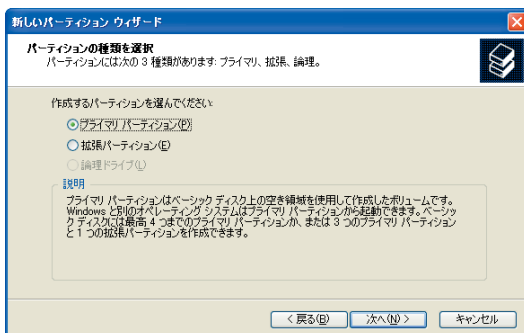 新しいパーティション ウィザード
パーティションの種類を選択
パーティションには次の 3 種類があります: プライマリ、拡張、論理。
作成するパーティションを選んでください:
プライマリ パーティション(P)
拡張パーティション(E)
論理ドライブ(L)
説明
プライマリ パーティションはベーシック ディスク上の空き領域を使用して作成したボリュームです。
Windows と別のオペレーティング システムはプライマリ パーティションから起動できます。ベーシッ
ク ディスクには最高 4 つまでのプライマリ パーティションか、または 3 つのプライマリ パーティション
と 1 つの拡張パーティションを作成できます。
< 戻る(B) 次へ(N) > キャンセル